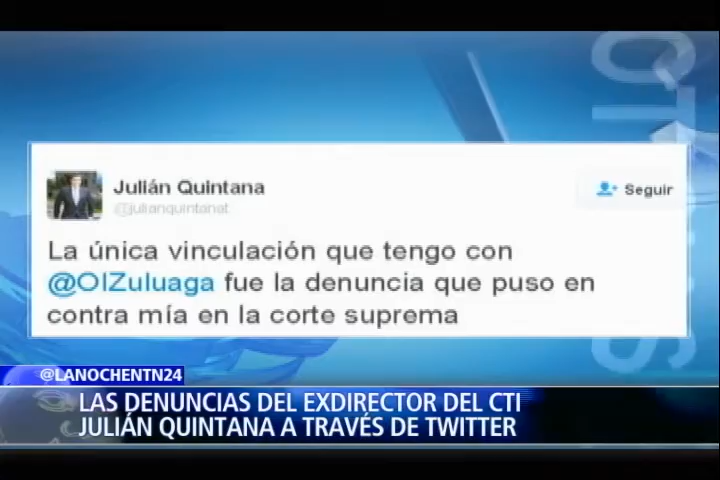 Julián Quintana
@julianquintanat
Seguir
La única vinculación que tengo con
@OIZuluaga fue la denuncia que puso en
contra mía en la corte suprema
@LANOCHENTN24
LAS DENUNCIAS DEL EXDIRECTOR DEL CTI
JULIÁN QUINTANA A TRAVÉS DE TWITTER